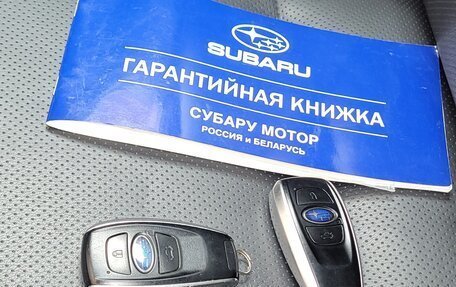 SUBARU
ГАРАНТИЙНАЯ КНИЖКА
СУБАРУ МОТОР
РОССИЯ и БЕЛАРУСЬ